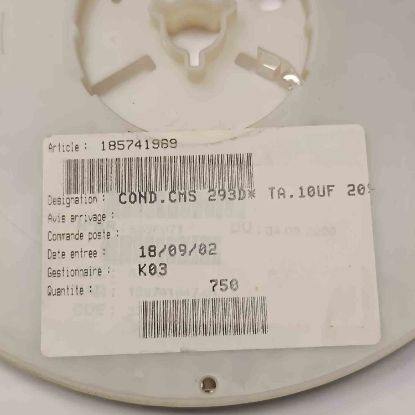 Article : 185741989
Designation : COND.CMS 293D* TA.10UF 20%
Avis arrivage :
Commande poste :
Date entree : 18/09/02
Gestionnaire : K03
Quantite : 750